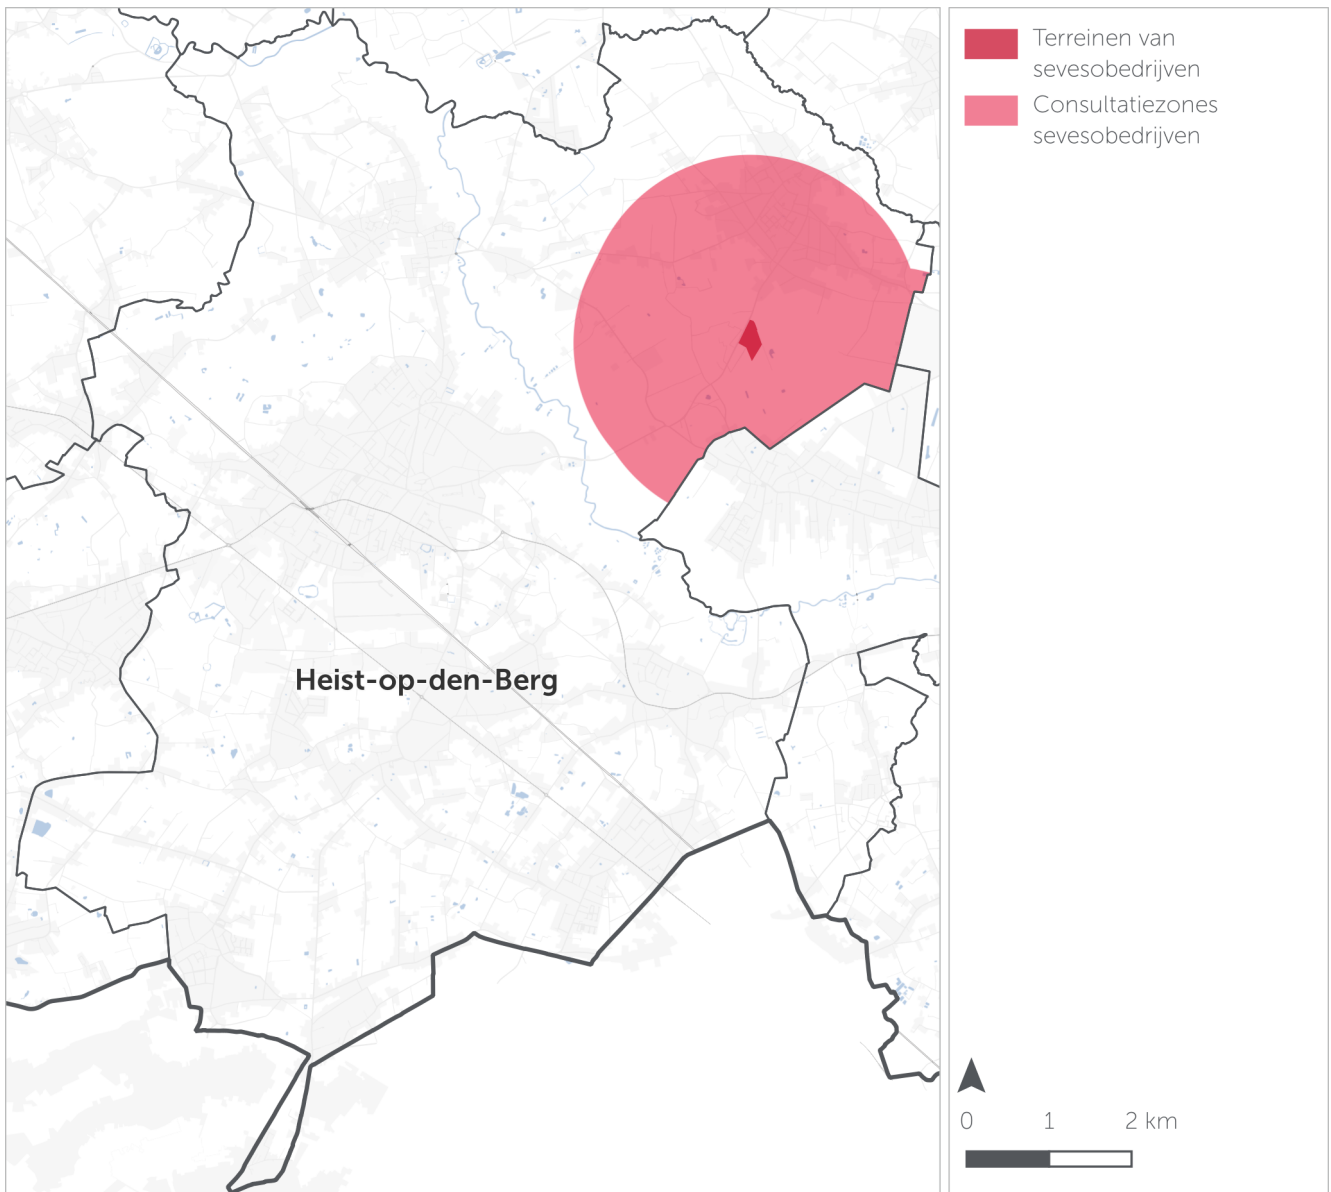 Terreinen van
sevesobedrijven
Consultatiezones
sevesobedrijven
Heist-op-den-Berg
0 1 2 km